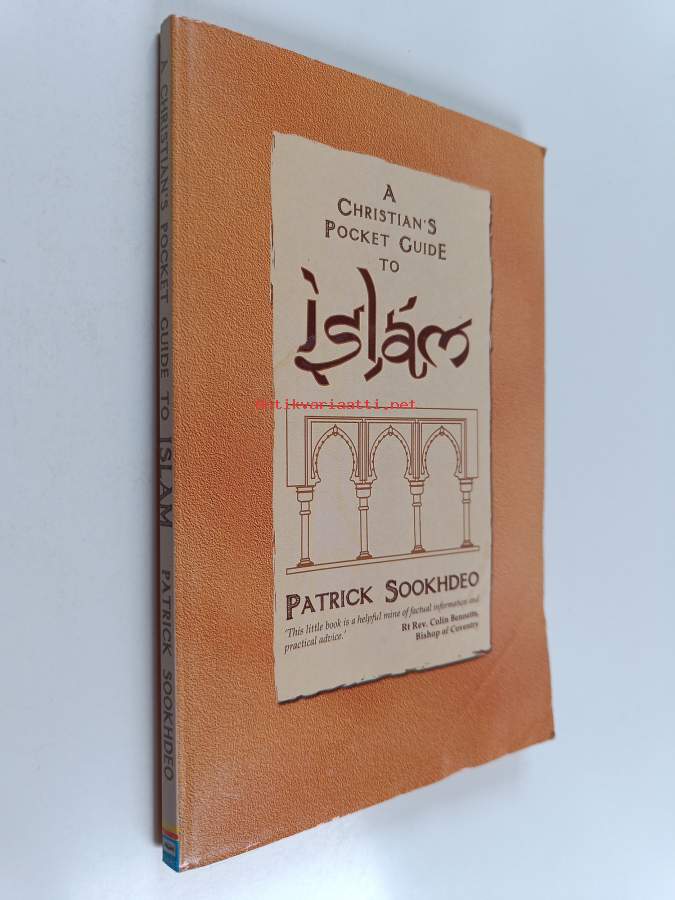 A
CHRISTIAN'S
POCKET GUIDE
TO
islám
antikvariaatti.net
PATRICK SOOKHDEO
'This little book is a helpful mine of factual information and
practical advice.'
Rt Rev. Colin Bennetts,
Bishop of Coventry
A CHRISTIAN'S POCKET GUIDE TO ISLAM PATRICK SOOKHDEO